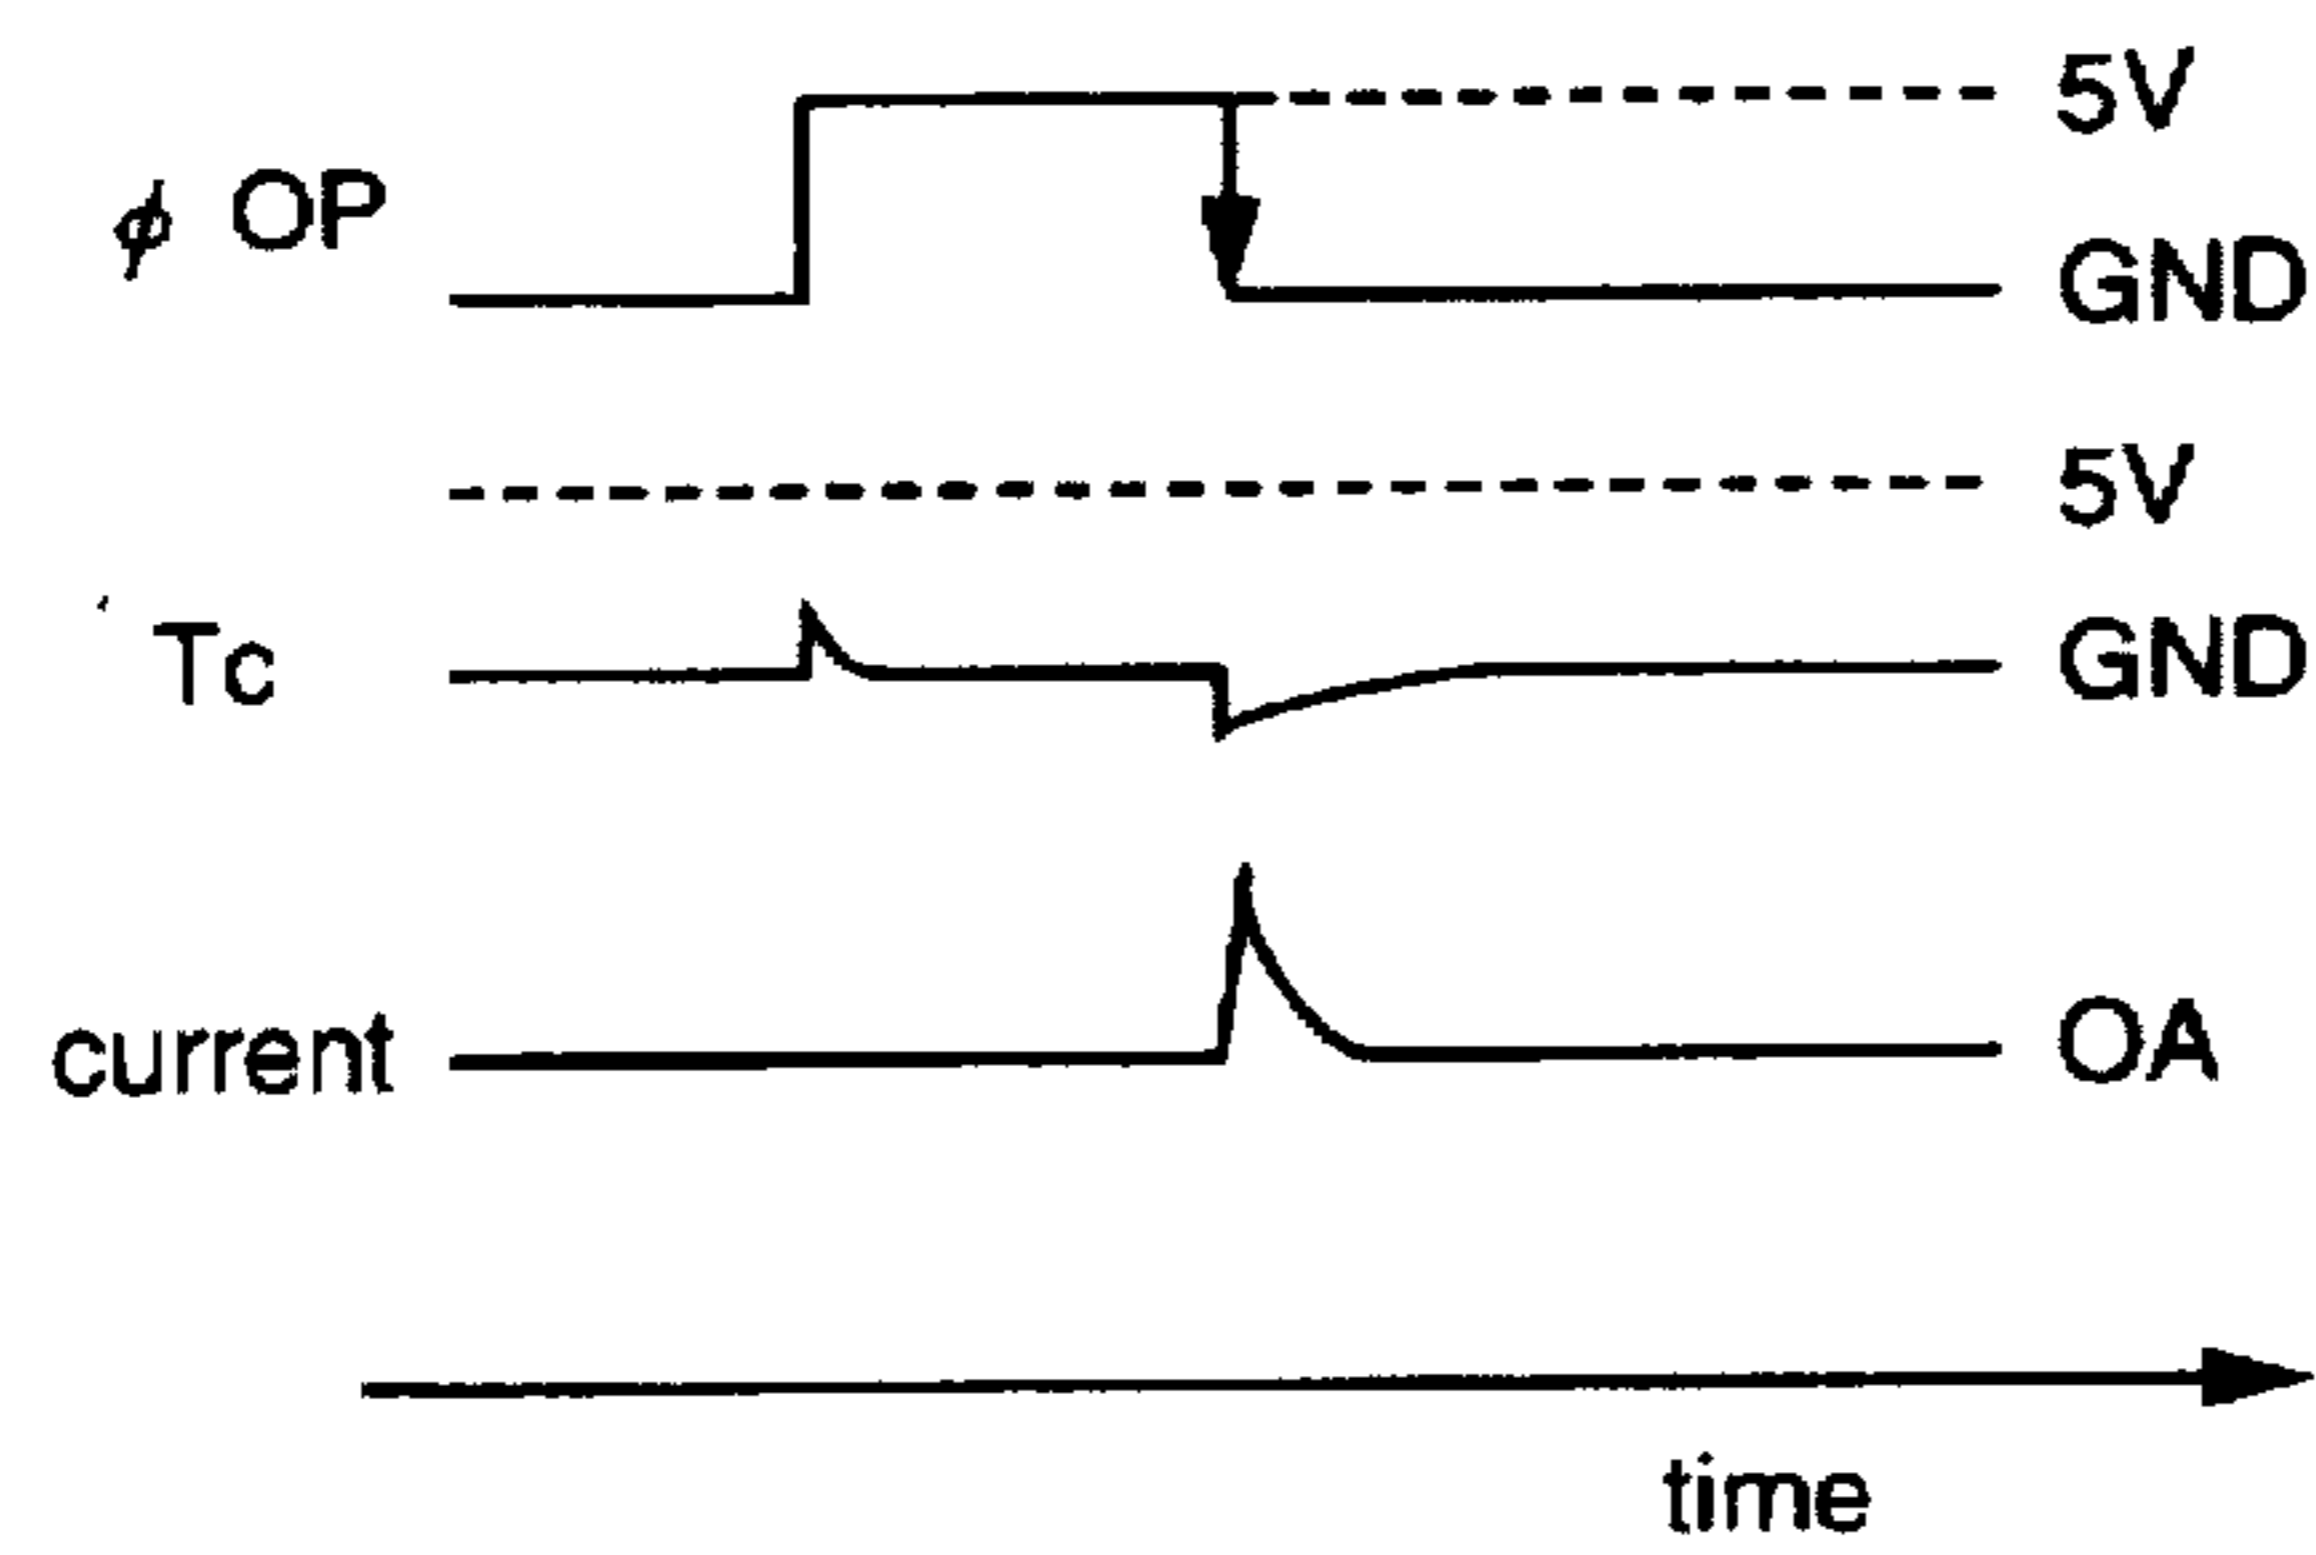 5V
ϕ OP
GND
5V
Tc
GND
current
OA
time